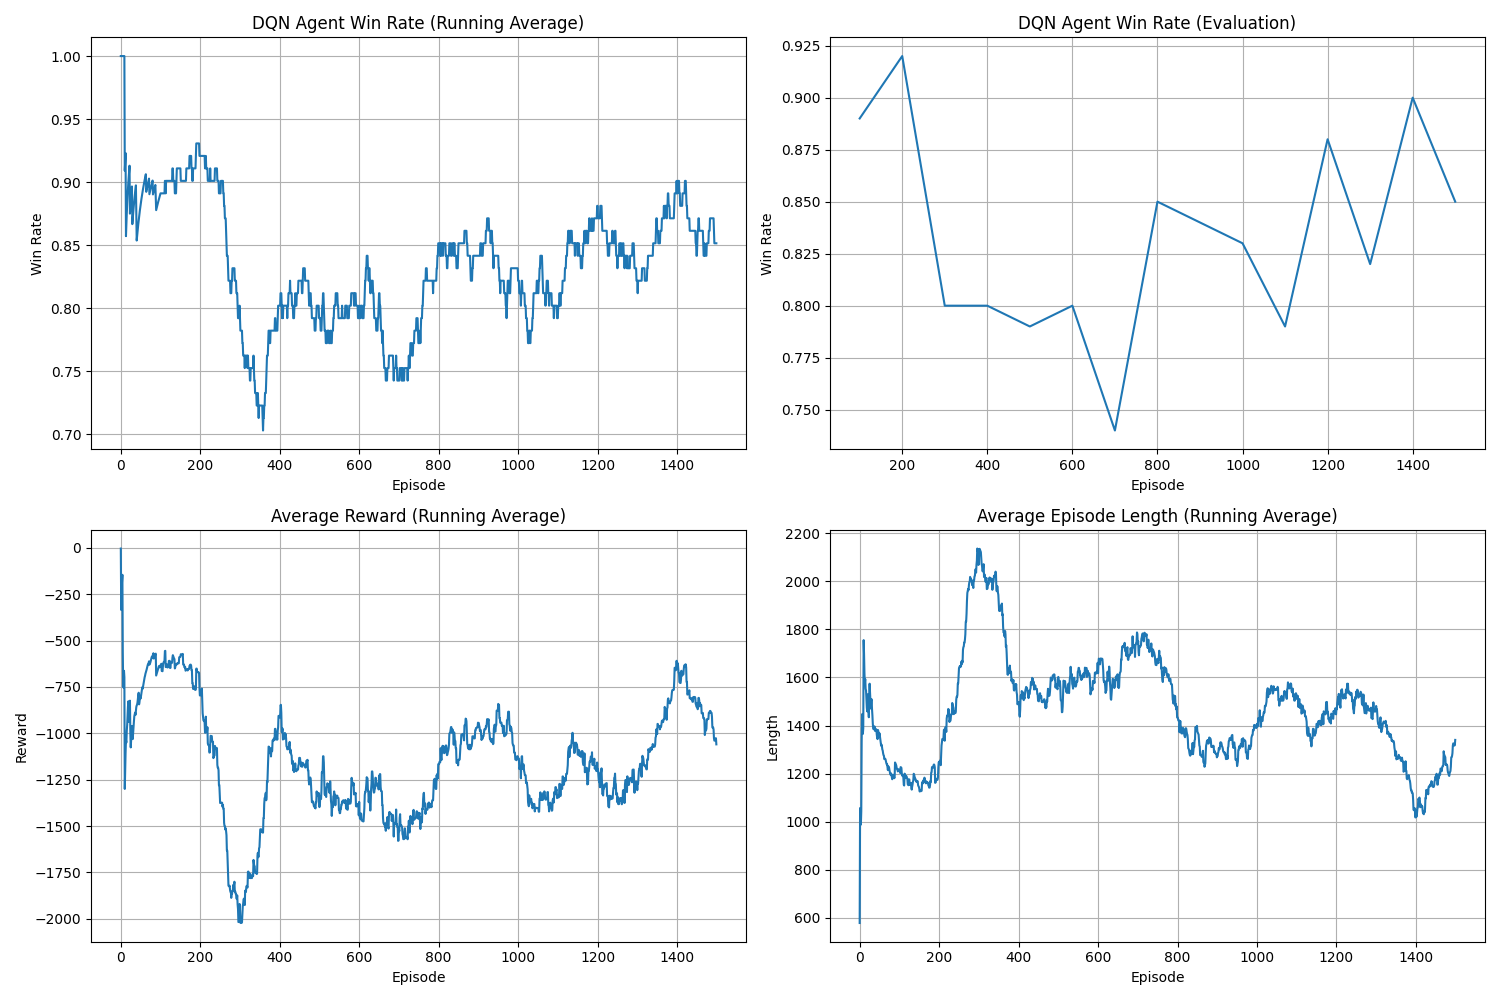 DQN Agent Win Rate (Running Average)
1.00
0.95
0.90
0.85
0.80
0.75
0.70
Win Rate
0 200 400 600 800 1000 1200 1400
Episode
DQN Agent Win Rate (Evaluation)
0.925
0.900
0.875
0.850
0.825
0.800
0.775
0.750
Win Rate
200 400 600 800 1000 1200 1400
Episode
Average Reward (Running Average)
0
−250
−500
−750
−1000
−1250
−1500
−1750
−2000
Reward
0 200 400 600 800 1000 1200 1400
Episode
Average Episode Length (Running Average)
2200
2000
1800
1600
1400
1200
1000
800
600
Length
0 200 400 600 800 1000 1200 1400
Episode